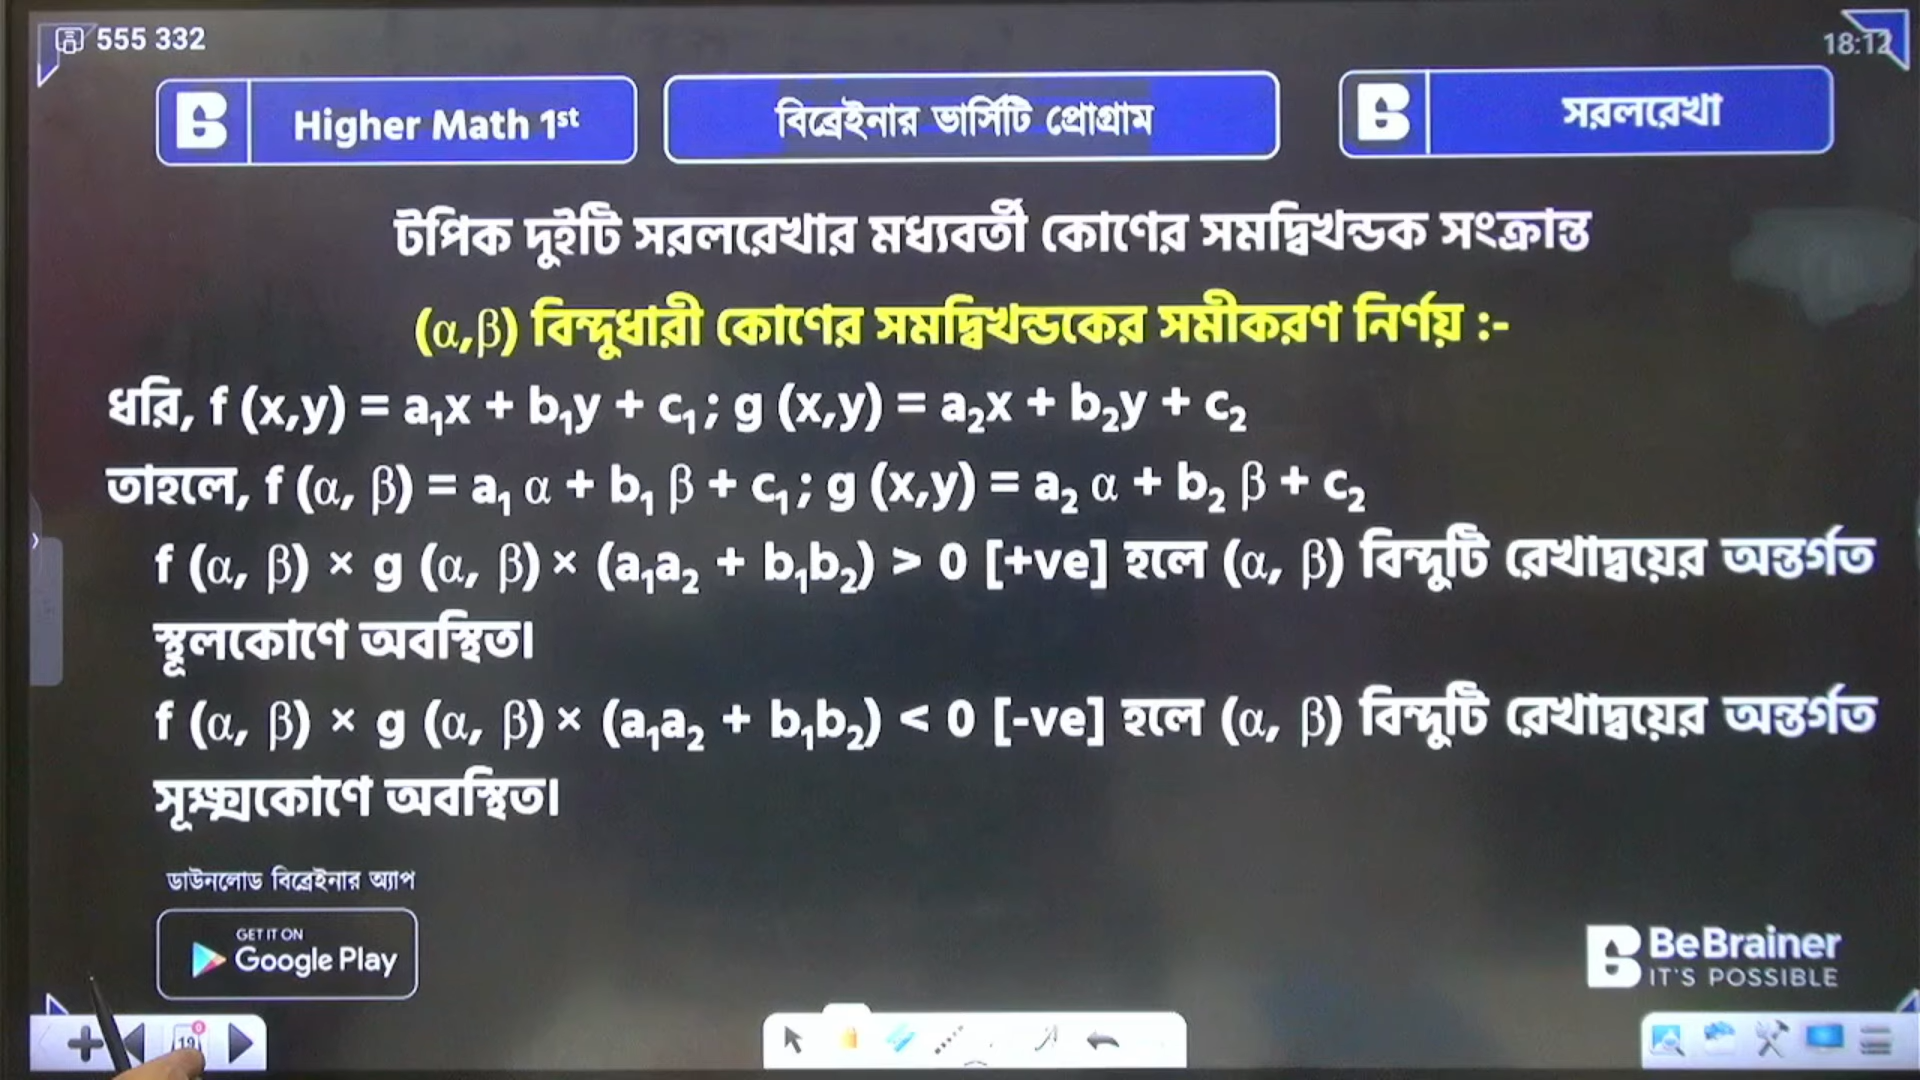 555 332
18:12
Higher Math 1st
বিব্রেইনার ভার্সিটি প্রোগ্রাম
সরলরেখা
টপিক দুইটি সরলরেখার মধ্যবর্তী কোণের সমদ্বিখন্ডক সংক্রান্ত
(α,β) বিন্দুধারী কোণের সমদ্বিখন্ডকের সমীকরণ নির্ণয় :-
ধরি, f (x,y) = a₁x + b₁y + c₁ ; g (x,y) = a₂x + b₂y + c₂
তাহলে, f (α, β) = a₁ α + b₁ β + c₁ ; g (x,y) = a₂ α + b₂ β + c₂
f (α, β) × g (α, β) × (a₁a₂ + b₁b₂) > 0 [+ve] হলে (α, β) বিন্দুটি রেখাদ্বয়ের অন্তর্গত
স্থূলকোণে অবস্থিত।
f (α, β) × g (α, β) × (a₁a₂ + b₁b₂) < 0 [-ve] হলে (α, β) বিন্দুটি রেখাদ্বয়ের অন্তর্গত
সূক্ষ্মকোণে অবস্থিত।
ডাউনলোড বিব্রেইনার অ্যাপ
GET IT ON
Google Play
BeBrainer
IT'S POSSIBLE
19